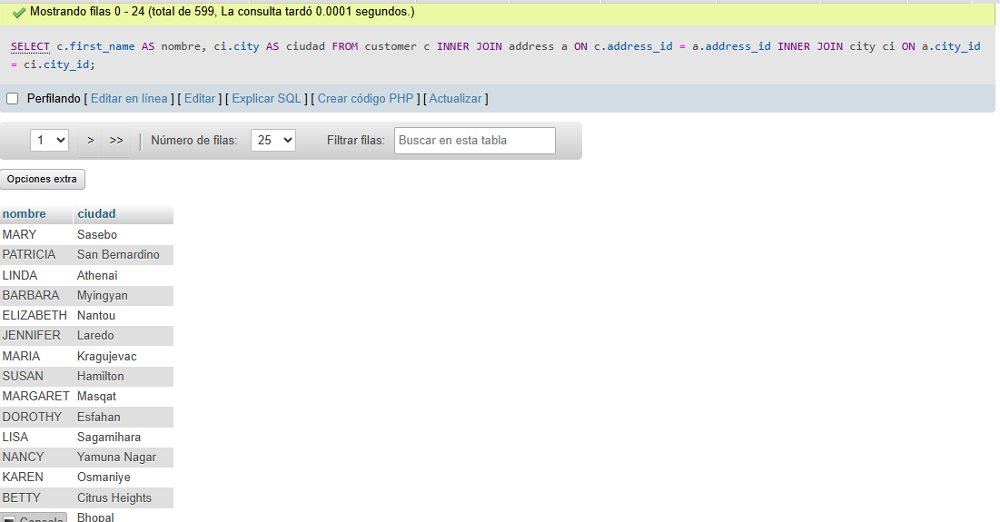 Mostrando filas 0 - 24 (total de 599, La consulta tardó 0.0001 segundos.)
SELECT c.first_name AS nombre, ci.city AS ciudad FROM customer c INNER JOIN address a ON c.address_id = a.address_id INNER JOIN city ci ON a.city_id
= ci.city_id;
Perfilando [ Editar en línea ] [ Editar ] [ Explicar SQL ] [ Crear código PHP ] [ Actualizar ]
1 > >> | Número de filas: 25 Filtrar filas: Buscar en esta tabla
Opciones extra
nombre ciudad
MARY Sasebo
PATRICIA San Bernardino
LINDA Athenai
BARBARA Myingyan
ELIZABETH Nantou
JENNIFER Laredo
MARIA Kragujevac
SUSAN Hamilton
MARGARET Masqat
DOROTHY Esfahan
LISA Sagamihara
NANCY Yamuna Nagar
KAREN Osmaniye
BETTY Citrus Heights
Consola Bhopal